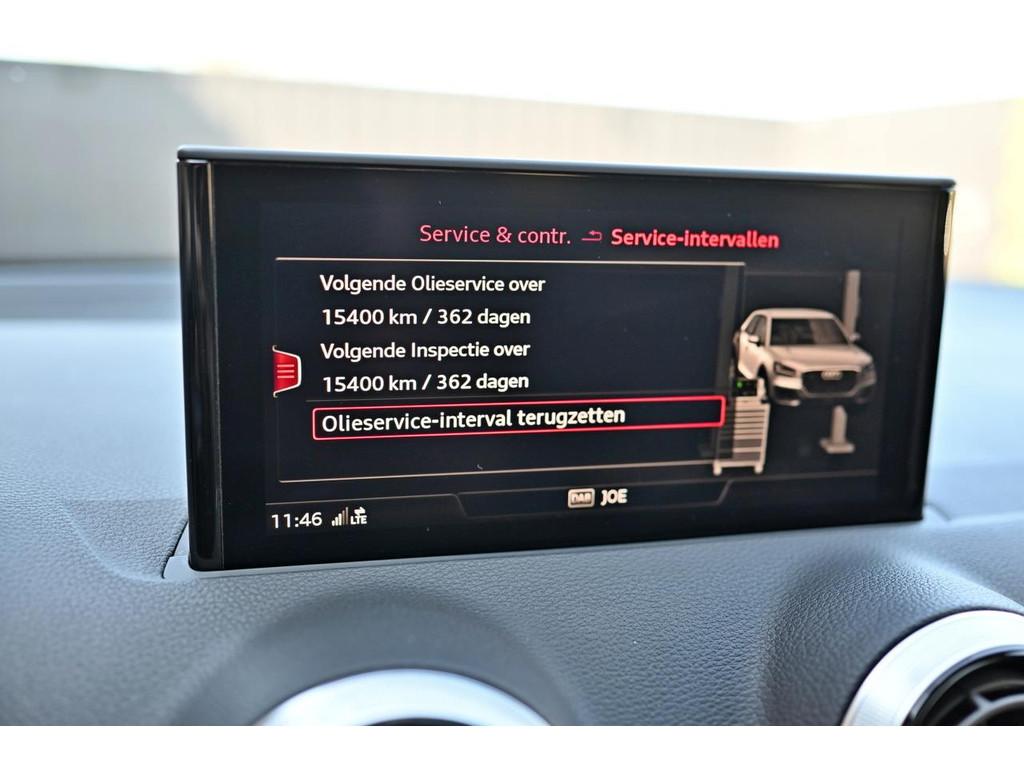 Service & contr. Service-intervallen
Volgende Olieservice over
15400 km / 362 dagen
Volgende Inspectie over
15400 km / 362 dagen
Olieservice-interval terugzetten
DAB JOE
11:46 LTE